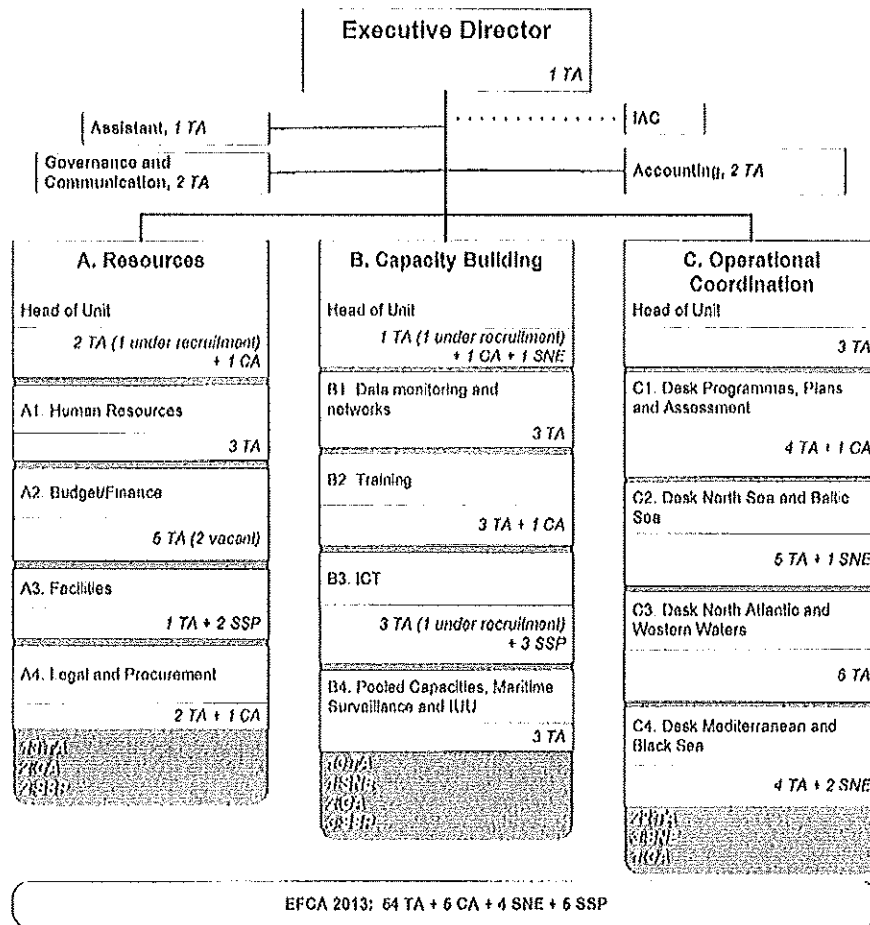 Executive Director
1 TA
Assistant, 1 TA
IAC
Governance and
Communication, 2 TA
Accounting, 2 TA
A. Resources
Head of Unit
2 TA (1 under recruitment)
+ 1 CA
A1. Human Resources
3 TA
A2. Budget/Finance
5 TA (2 vacant)
A3. Facilities
1 TA + 2 SSP
A4. Legal and Procurement
2 TA + 1 CA
B. Capacity Building
Head of Unit
1 TA (1 under recruitment)
+ 1 CA + 1 SNE
B1 Data monitoring and
networks
3 TA
B2 Training
3 TA + 1 CA
B3. ICT
3 TA (1 under recruitment)
+ 3 SSP
B4. Pooled Capacities, Maritime
Surveillance and IUU
3 TA
C. Operational
Coordination
Head of Unit
3 TA
C1. Desk Programmes, Plans
and Assessment
4 TA + 1 CA
C2. Desk North Sea and Baltic
Sea
5 TA + 1 SNE
C3. Desk North Atlantic and
Western Waters
6 TA
C4. Desk Mediterranean and
Black Sea
4 TA + 2 SNE
EFCA 2013: 54 TA + 5 CA + 4 SNE + 5 SSP